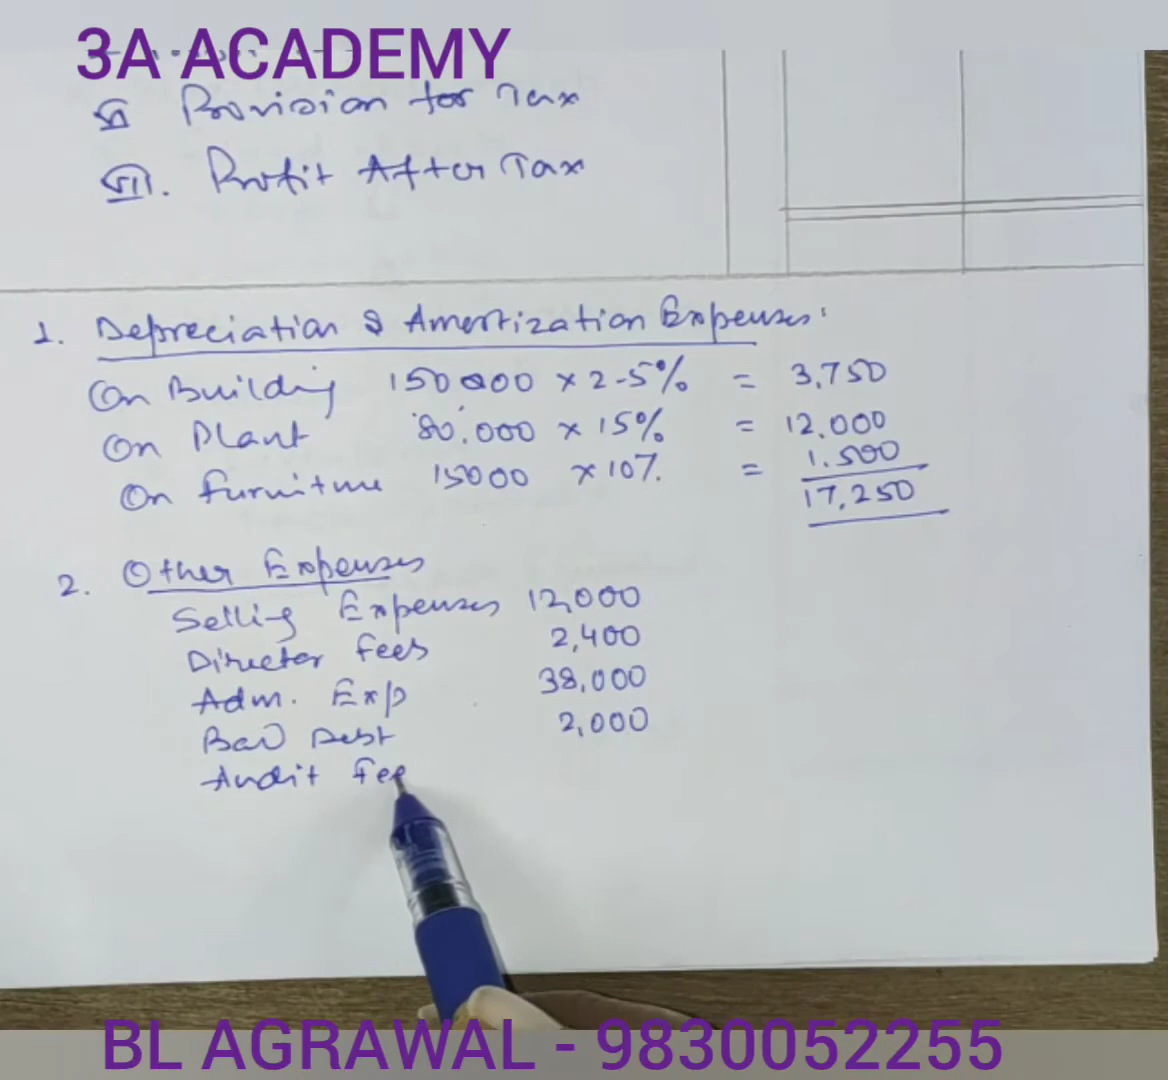 3A ACADEMY
VI Provision for Tax
VII. Profit After Tax
1. Depreciation & Amortization Expenses:
On Building 150000 × 2.5% = 3,750
On Plant 80,000 × 15% = 12,000
On furniture 15000 × 10% = 1,500
17,250
2. Other Expenses
Selling Expenses 12,000
Director fees 2,400
Adm. Exp 38,000
Bad Debt 2,000
Audit fee
BL AGRAWAL - 9830052255